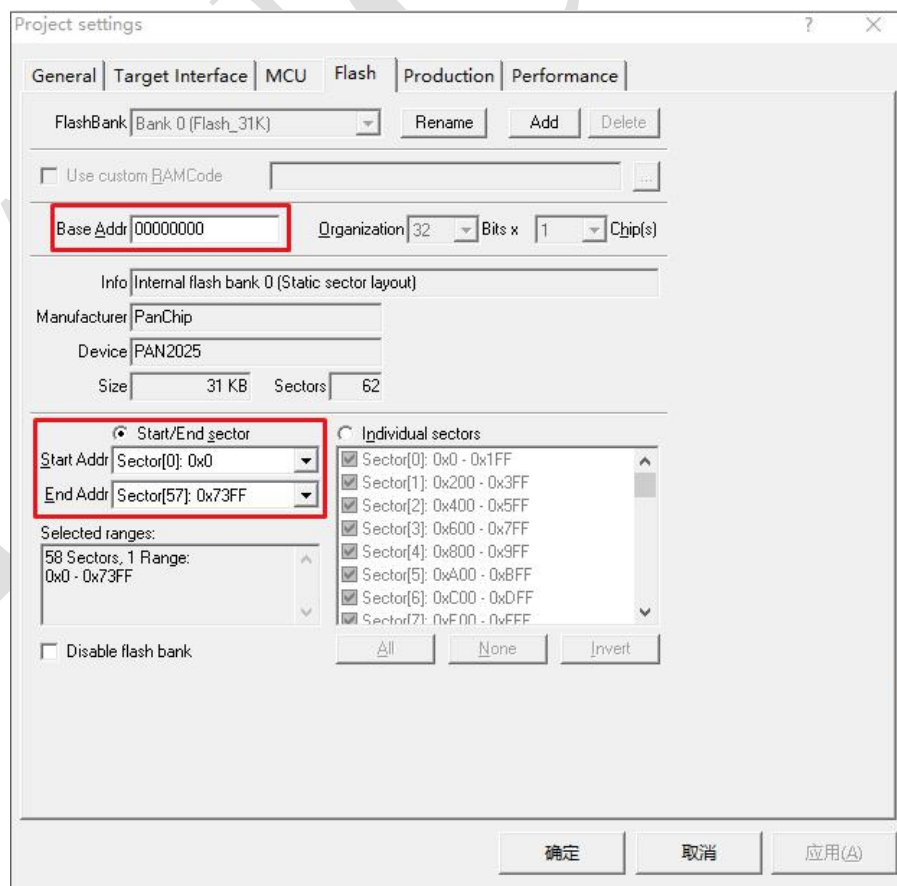 Project settings ? ×
General Target Interface MCU Flash Production Performance
FlashBank Bank 0 (Flash_31K) Rename Add Delete
Use custom RAMCode ...
Base Addr 00000000 Organization 32 Bits x 1 Chip(s)
Info Internal flash bank 0 (Static sector layout)
Manufacturer PanChip
Device PAN2025
Size 31 KB Sectors 62
Start/End sector Individual sectors
Start Addr Sector[0]: 0x0
End Addr Sector[57]: 0x73FF
Selected ranges:
58 Sectors, 1 Range:
0x0 - 0x73FF
Sector[0]: 0x0 - 0x1FF
Sector[1]: 0x200 - 0x3FF
Sector[2]: 0x400 - 0x5FF
Sector[3]: 0x600 - 0x7FF
Sector[4]: 0x800 - 0x9FF
Sector[5]: 0xA00 - 0xBFF
Sector[6]: 0xC00 - 0xDFF
Sector[7]: 0xE00 - 0xFFF
Disable flash bank All None Invert
确定 取消 应用(A)